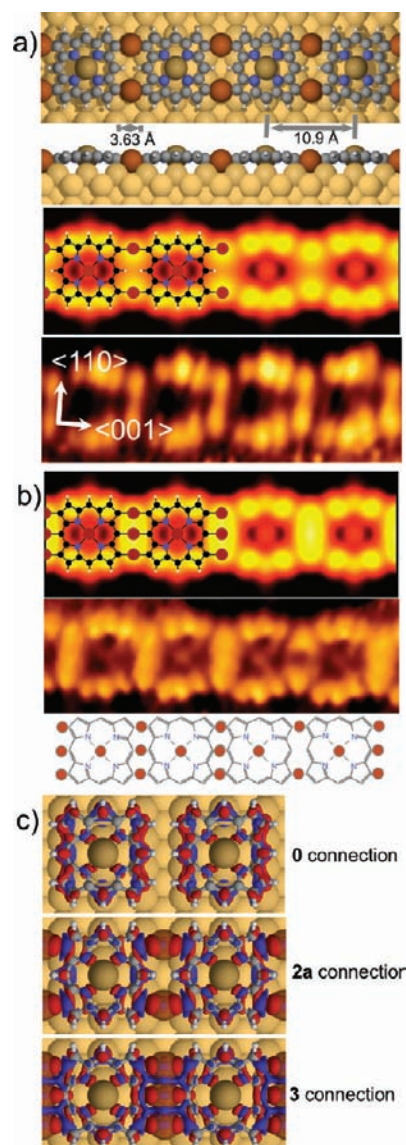 a)
3.63 Å
10.9 Å
<110>
<001>
b)
N N N N N N N N
N N N N N N N N
c)
0 connection
2a connection
3 connection